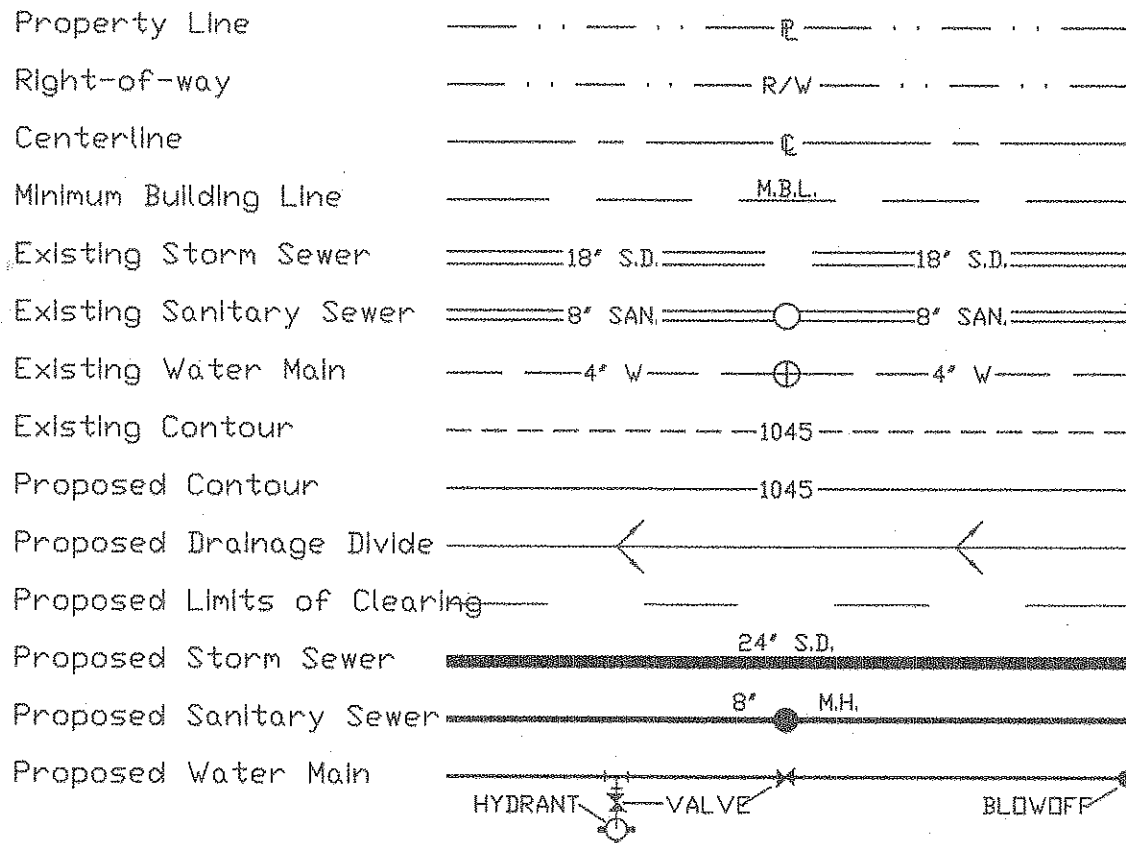 Property Line ℙL
Right-of-way R/W
Centerline ℄
Minimum Building Line M.B.L.
Existing Storm Sewer 18" S.D. 18" S.D.
Existing Sanitary Sewer 8" SAN. 8" SAN.
Existing Water Main 4" W 4" W
Existing Contour 1045
Proposed Contour 1045
Proposed Drainage Divide
Proposed Limits of Clearing
Proposed Storm Sewer 24" S.D.
Proposed Sanitary Sewer 8" M.H.
Proposed Water Main
HYDRANT VALVE BLOWOFF